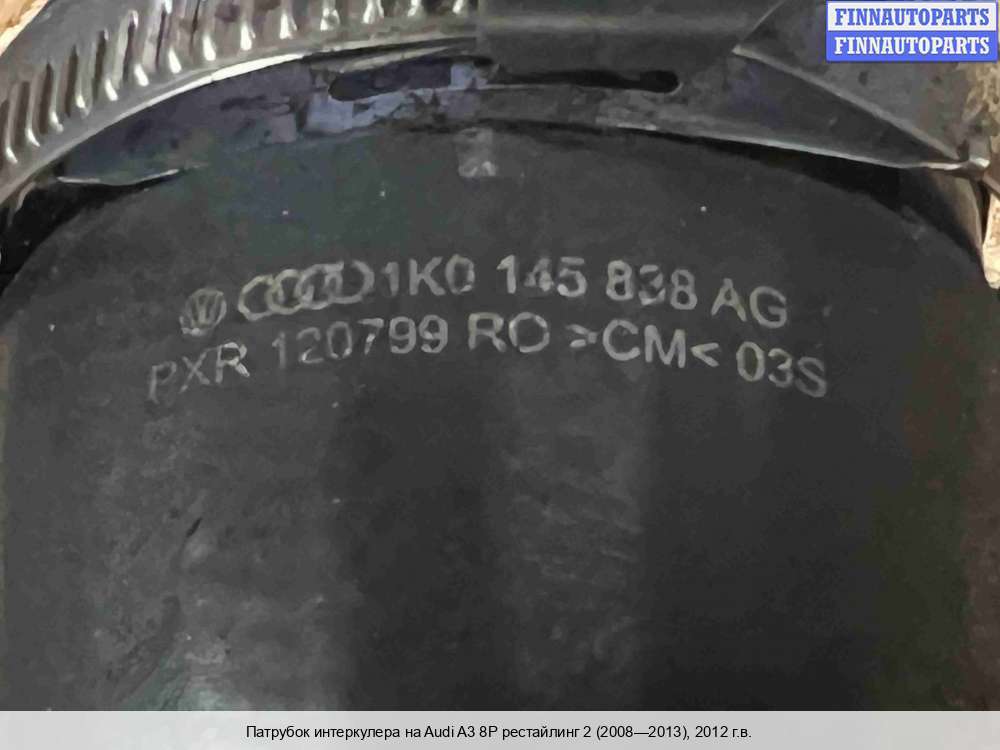 FINNAUTOPARTS
FINNAUTOPARTS
1K0 145 838 AG
PXR 120799 RO >CM< 03S
Патрубок интеркулера на Audi A3 8P рестайлинг 2 (2008—2013), 2012 г.в.